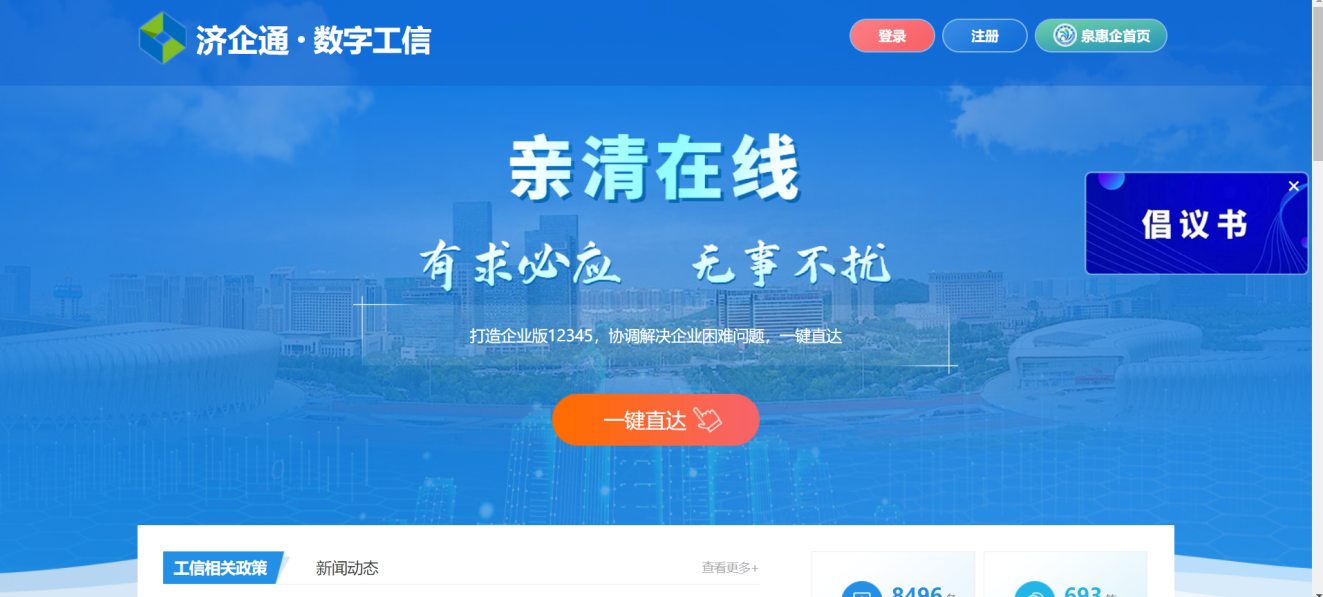 济企通·数字工信
登录
注册
泉惠企首页
亲清在线
有求必应 无事不扰
倡议书
打造企业版12345，协调解决企业困难问题，一键直达
一键直达
工信相关政策
新闻动态
查看更多+
8496
693